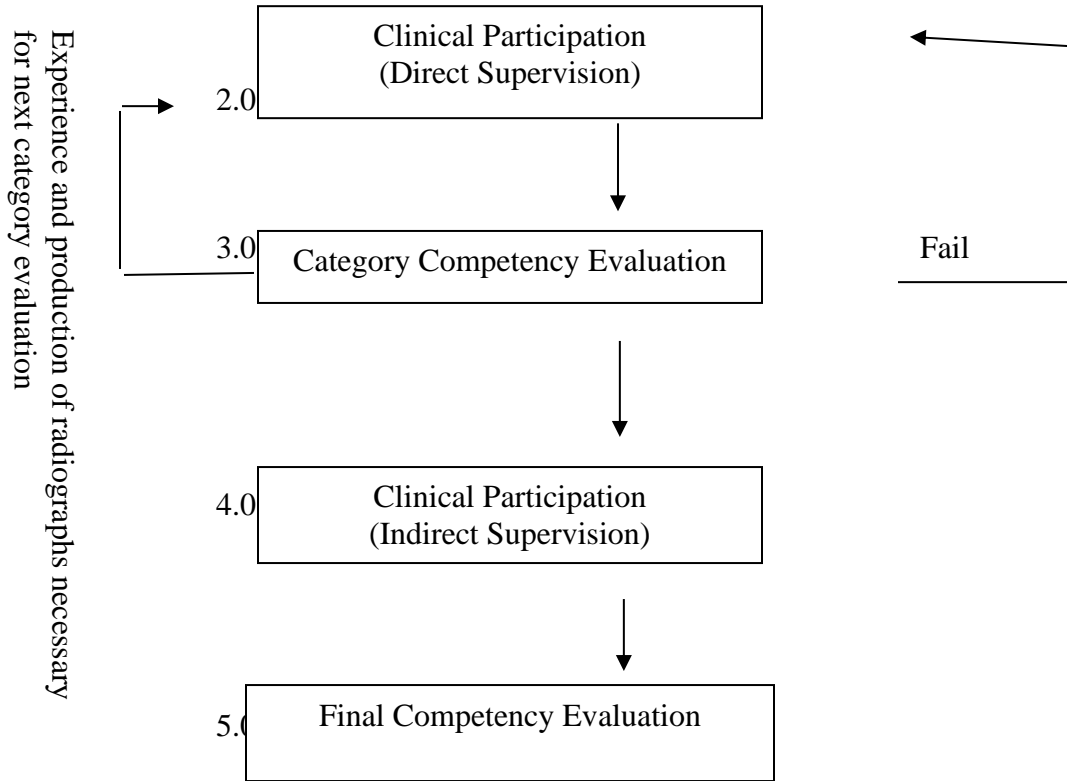 Experience and production of radiographs necessary
for next category evaluation
Clinical Participation
(Direct Supervision)
2.0
3.0
Category Competency Evaluation
Fail
Clinical Participation
4.0
(Indirect Supervision)
Final Competency Evaluation
5.0